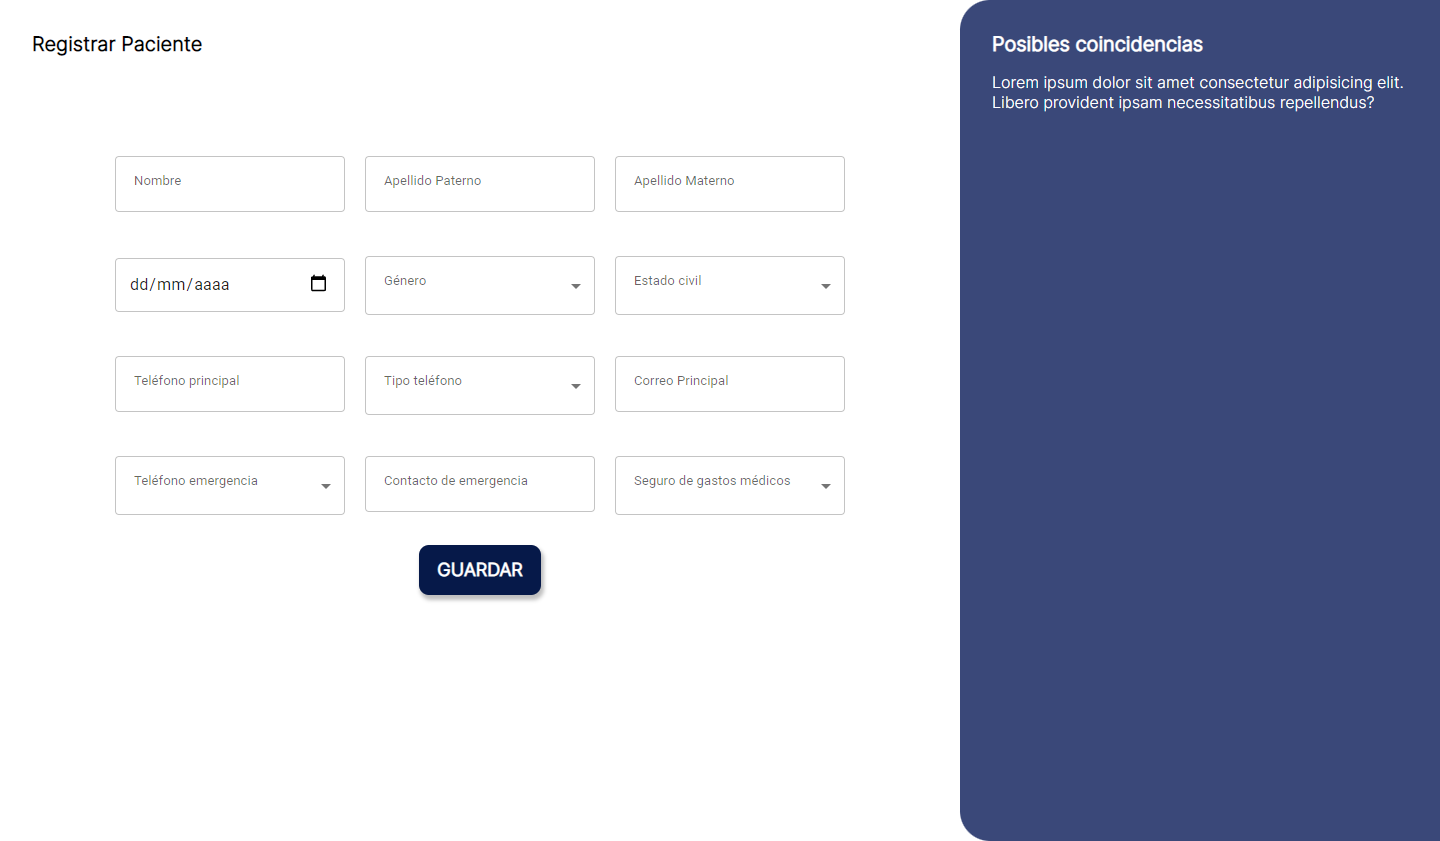 Registrar Paciente
Nombre
Apellido Paterno
Apellido Materno
dd/mm/aaaa
Género
Estado civil
Teléfono principal
Tipo teléfono
Correo Principal
Teléfono emergencia
Contacto de emergencia
Seguro de gastos médicos
GUARDAR
Posibles coincidencias
Lorem ipsum dolor sit amet consectetur adipisicing elit.
Libero provident ipsam necessitatibus repellendus?